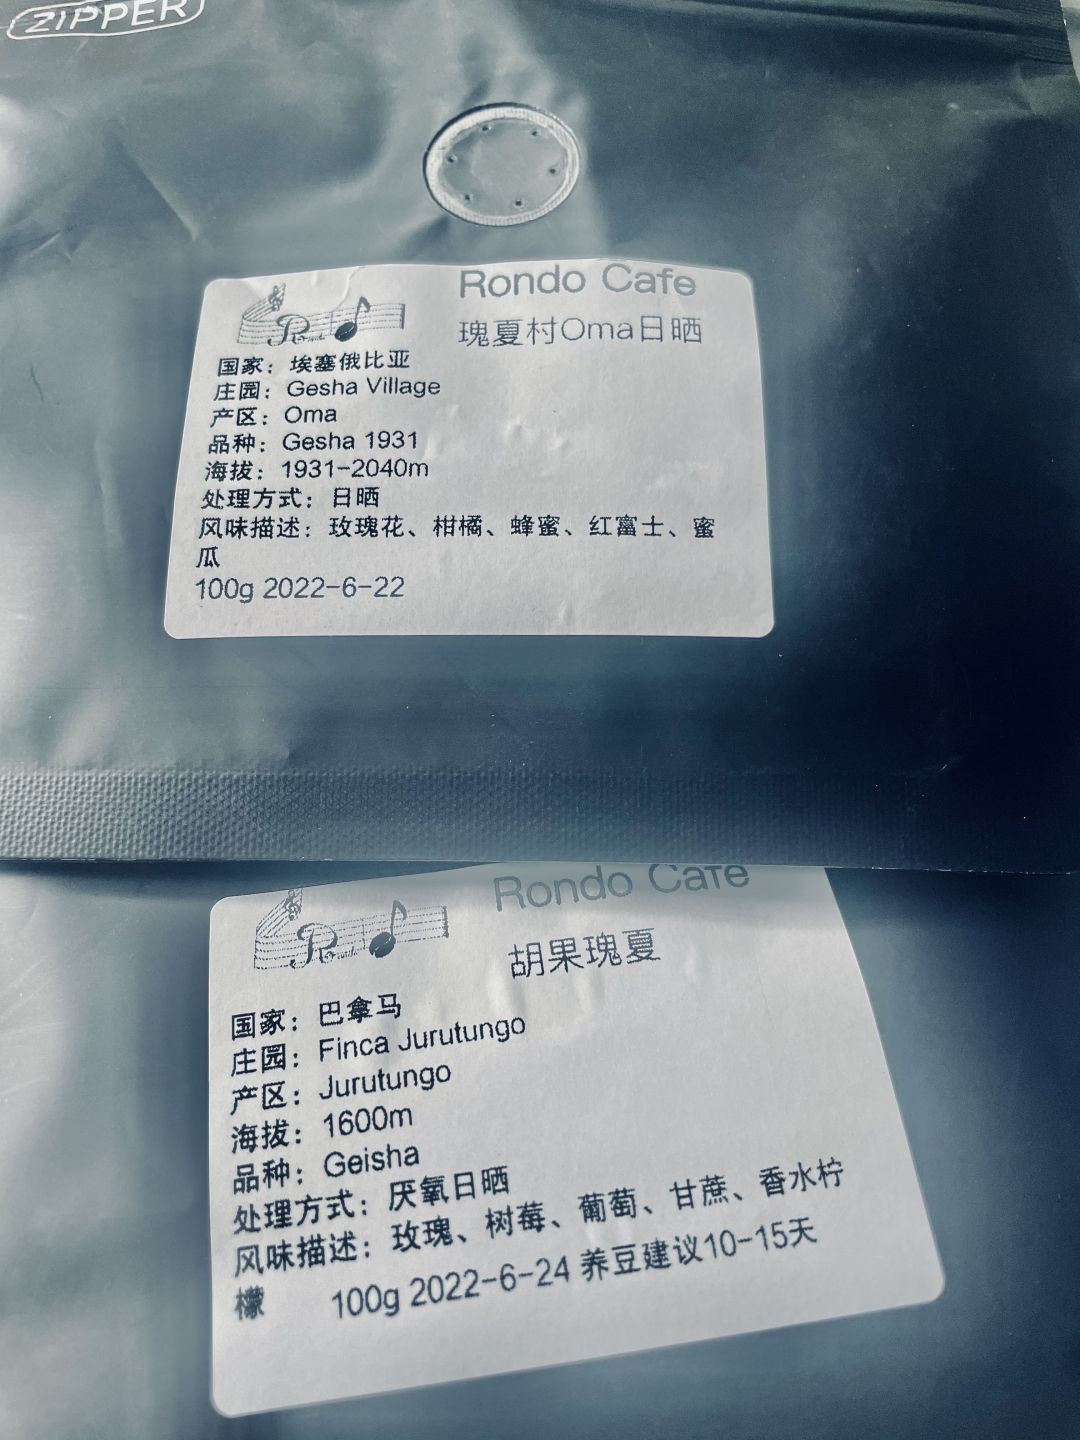 ZIPPER
Rondo Cafe
瑰夏村Oma日晒
国家：埃塞俄比亚
庄园：Gesha Village
产区：Oma
品种：Gesha 1931
海拔：1931-2040m
处理方式：日晒
风味描述：玫瑰花、柑橘、蜂蜜、红富士、蜜
瓜
100g 2022-6-22
Rondo Cafe
胡果瑰夏
国家：巴拿马
庄园：Finca Jurutungo
产区：Jurutungo
海拔：1600m
品种：Geisha
处理方式：厌氧日晒
风味描述：玫瑰、树莓、葡萄、甘蔗、香水柠
檬 100g 2022-6-24 养豆建议10-15天